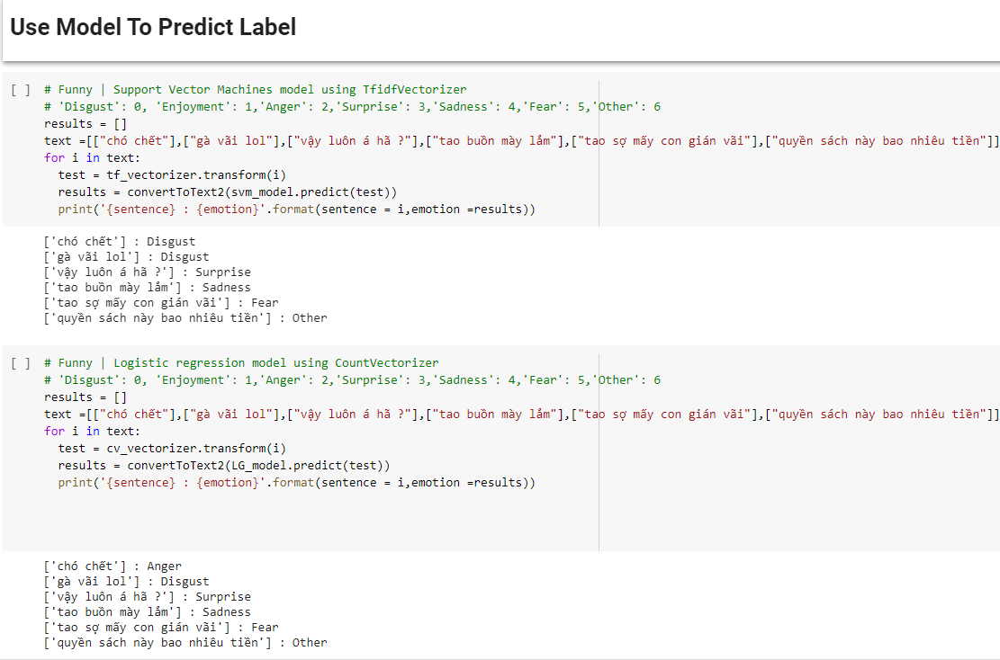 Use Model To Predict Label
[ ] # Funny | Support Vector Machines model using TfidfVectorizer
# 'Disgust': 0, 'Enjoyment': 1,'Anger': 2,'Surprise': 3,'Sadness': 4,'Fear': 5,'Other': 6
results = []
text =[["chó chết"],["gà vãi lol"],["vậy luôn á hã ?"],["tao buồn mày lắm"],["tao sợ mấy con gián vãi"],["quyển sách này bao nhiêu tiền"]]
for i in text:
  test = tf_vectorizer.transform(i)
  results = convertToText2(svm_model.predict(test))
  print('{sentence} : {emotion}'.format(sentence = i,emotion =results))
['chó chết'] : Disgust
['gà vãi lol'] : Disgust
['vậy luôn á hã ?'] : Surprise
['tao buồn mày lắm'] : Sadness
['tao sợ mấy con gián vãi'] : Fear
['quyển sách này bao nhiêu tiền'] : Other
[ ] # Funny | Logistic regression model using CountVectorizer
# 'Disgust': 0, 'Enjoyment': 1,'Anger': 2,'Surprise': 3,'Sadness': 4,'Fear': 5,'Other': 6
results = []
text =[["chó chết"],["gà vãi lol"],["vậy luôn á hã ?"],["tao buồn mày lắm"],["tao sợ mấy con gián vãi"],["quyển sách này bao nhiêu tiền"]]
for i in text:
  test = cv_vectorizer.transform(i)
  results = convertToText2(LG_model.predict(test))
  print('{sentence} : {emotion}'.format(sentence = i,emotion =results))
['chó chết'] : Anger
['gà vãi lol'] : Disgust
['vậy luôn á hã ?'] : Surprise
['tao buồn mày lắm'] : Sadness
['tao sợ mấy con gián vãi'] : Fear
['quyển sách này bao nhiêu tiền'] : Other